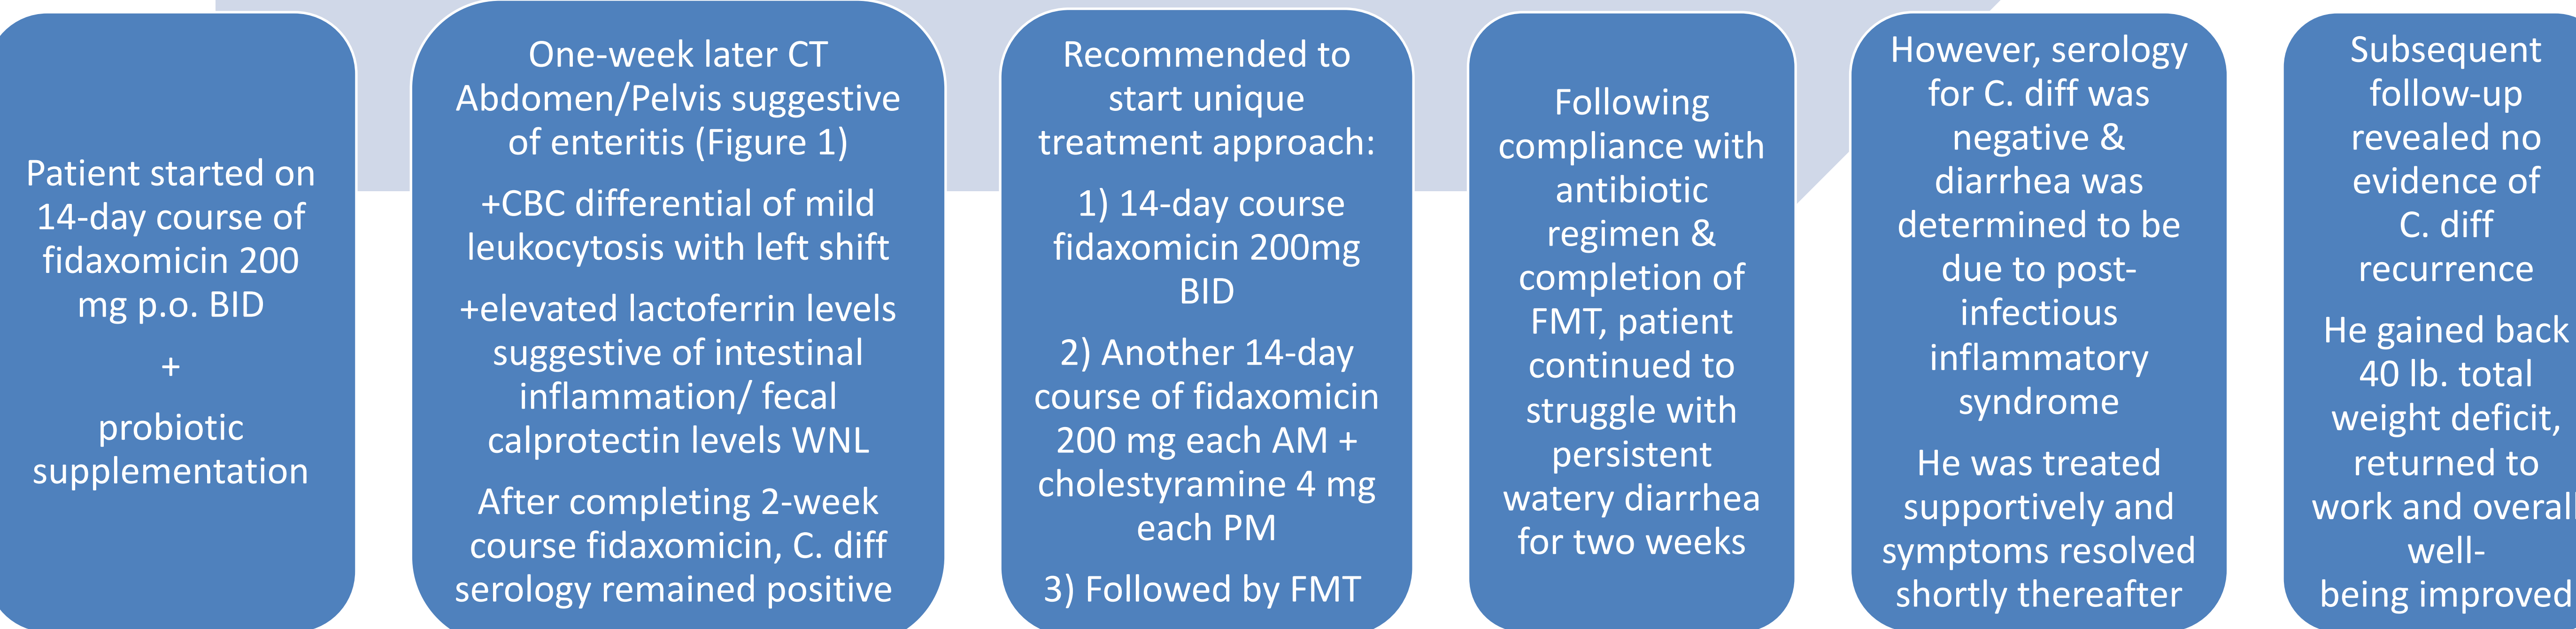 Patient started on
14-day course of
fidaxomicin 200
mg p.o. BID
+
probiotic
supplementation
One-week later CT
Abdomen/Pelvis suggestive
of enteritis (Figure 1)
+CBC differential of mild
leukocytosis with left shift
+elevated lactoferrin levels
suggestive of intestinal
inflammation/ fecal
calprotectin levels WNL
After completing 2-week
course fidaxomicin, C. diff
serology remained positive
Recommended to
start unique
treatment approach:
1) 14-day course
fidaxomicin 200mg
BID
2) Another 14-day
course of fidaxomicin
200 mg each AM +
cholestyramine 4 mg
each PM
3) Followed by FMT
Following
compliance with
antibiotic
regimen &
completion of
FMT, patient
continued to
struggle with
persistent
watery diarrhea
for two weeks
However, serology
for C. diff was
negative &
diarrhea was
determined to be
due to post-
infectious
inflammatory
syndrome
He was treated
supportively and
symptoms resolved
shortly thereafter
Subsequent
follow-up
revealed no
evidence of
C. diff
recurrence
He gained back
40 lb. total
weight deficit,
returned to
work and overall
well-
being improved